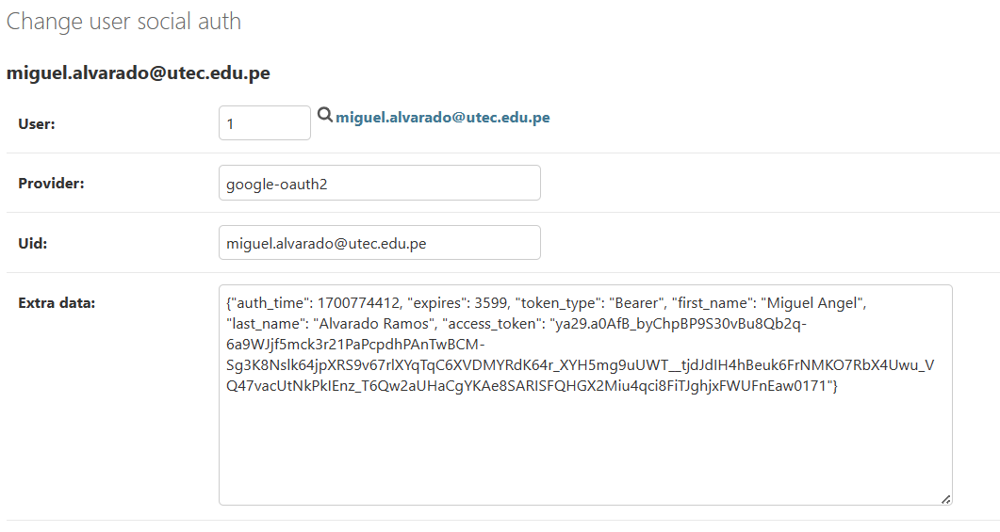 Change user social auth
miguel.alvarado@utec.edu.pe
User: 1 miguel.alvarado@utec.edu.pe
Provider: google-oauth2
Uid: miguel.alvarado@utec.edu.pe
Extra data: {"auth_time": 1700774412, "expires": 3599, "token_type": "Bearer", "first_name": "Miguel Angel",
"last_name": "Alvarado Ramos", "access_token": "ya29.a0AfB_byChpBP9S30vBu8Qb2q-
6a9WJjf5mck3r21PaPcpdhPAnTwBCM-
Sg3K8Nslk64jpXRS9v67rlXYqTqC6XVDMYRdK64r_XYH5mg9uUWT__tjdJdIH4hBeuk6FrNMKO7RbX4Uwu_V
Q47vacUtNkPkIEnz_T6Qw2aUHaCgYKAe8SARISFQHGX2Miu4qci8FiTJghjxFWUFnEaw0171"}